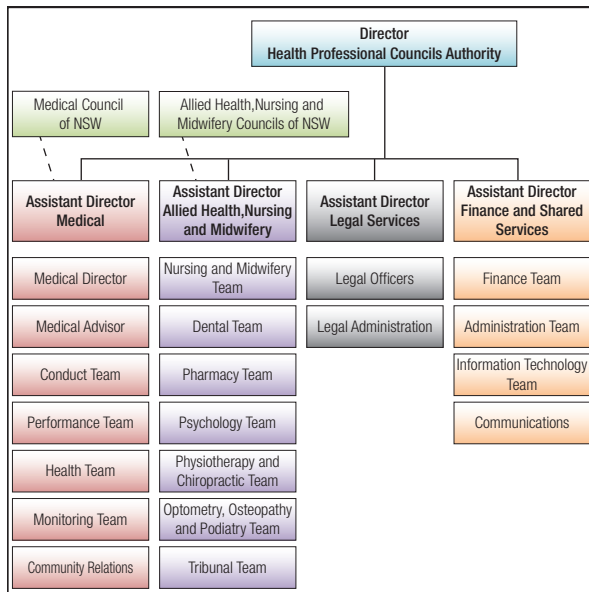 Director
Health Professional Councils Authority
Medical Council
of NSW
Allied Health,Nursing and
Midwifery Councils of NSW
Assistant Director
Medical
Assistant Director
Allied Health,Nursing
and Midwifery
Assistant Director
Legal Services
Assistant Director
Finance and Shared
Services
Medical Director
Medical Advisor
Conduct Team
Performance Team
Health Team
Monitoring Team
Community Relations
Nursing and Midwifery
Team
Dental Team
Pharmacy Team
Psychology Team
Physiotherapy and
Chiropractic Team
Optometry, Osteopathy
and Podiatry Team
Tribunal Team
Legal Officers
Legal Administration
Finance Team
Administration Team
Information Technology
Team
Communications